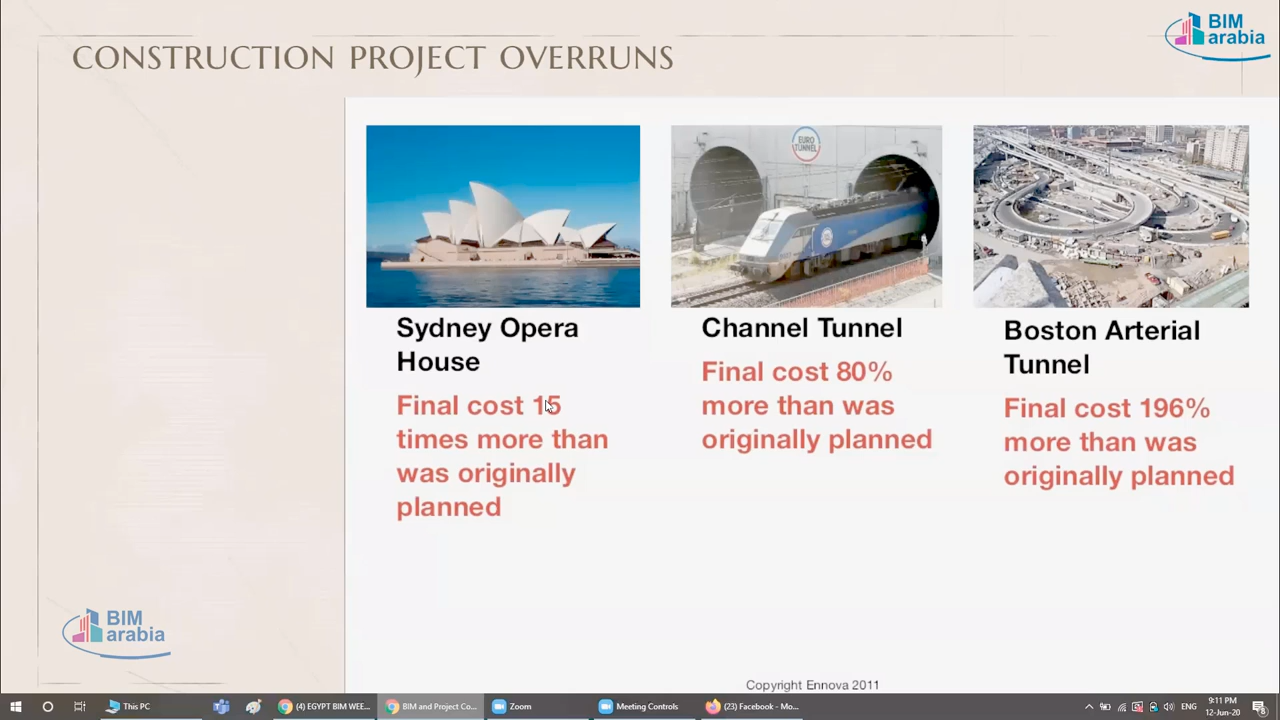 BIM
arabia
CONSTRUCTION PROJECT OVERRUNS
EURO
TUNNEL
Sydney Opera
House
Final cost 15
times more than
was originally
planned
Channel Tunnel
Final cost 80%
more than was
originally planned
Boston Arterial
Tunnel
Final cost 196%
more than was
originally planned
BIM
arabia
Copyright Ennova 2011
This PC
(4) EGYPT BIM WEE...
BIM and Project Co...
Zoom
Meeting Controls
(23) Facebook - Mo...
ENG
9:11 PM
12-Jun-20